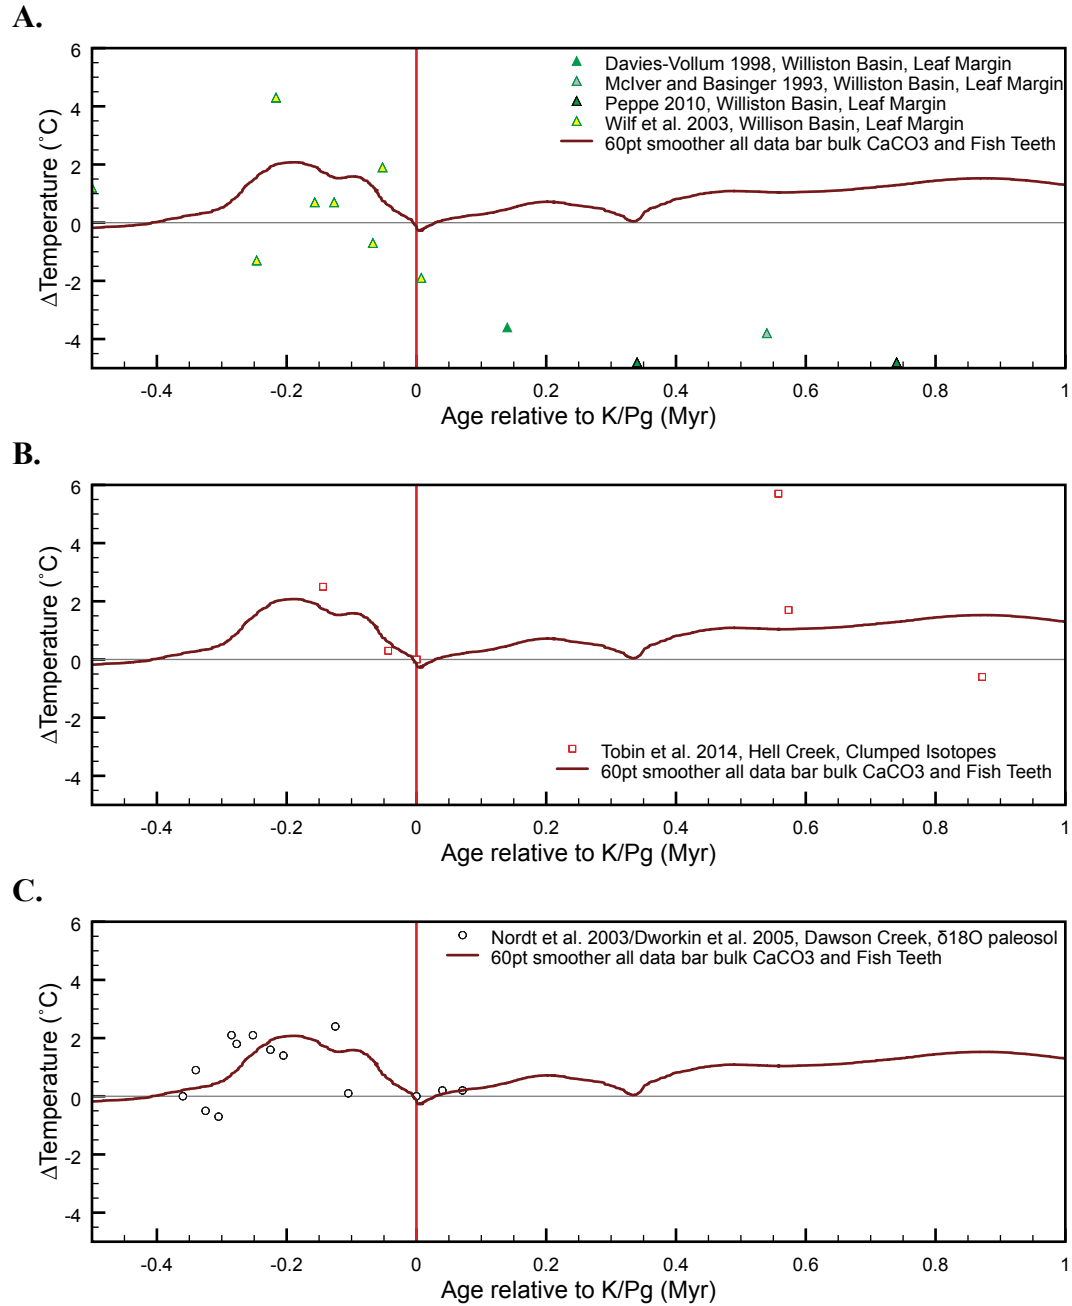 A.
6
4
2
0
-2
-4
ΔTemperature (˚C)
Davies-Vollum 1998, Williston Basin, Leaf Margin
McIver and Basinger 1993, Williston Basin, Leaf Margin
Peppe 2010, Williston Basin, Leaf Margin
Wilf et al. 2003, Willison Basin, Leaf Margin
60pt smoother all data bar bulk CaCO3 and Fish Teeth
-0.4 -0.2 0 0.2 0.4 0.6 0.8 1
Age relative to K/Pg (Myr)
B.
6
4
2
0
-2
-4
ΔTemperature (˚C)
Tobin et al. 2014, Hell Creek, Clumped Isotopes
60pt smoother all data bar bulk CaCO3 and Fish Teeth
-0.4 -0.2 0 0.2 0.4 0.6 0.8 1
Age relative to K/Pg (Myr)
C.
6
4
2
0
-2
-4
ΔTemperature (˚C)
Nordt et al. 2003/Dworkin et al. 2005, Dawson Creek, δ18O paleosol
60pt smoother all data bar bulk CaCO3 and Fish Teeth
-0.4 -0.2 0 0.2 0.4 0.6 0.8 1
Age relative to K/Pg (Myr)